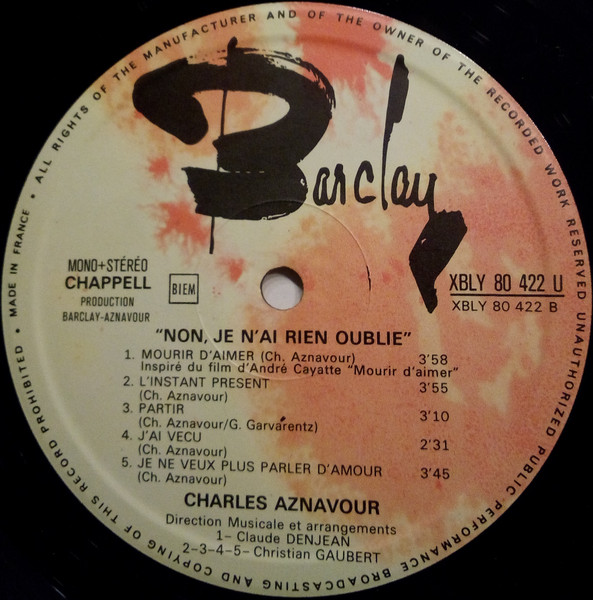 ALL RIGHTS OF THE MANUFACTURER AND OF THE OWNER OF THE RECORDED WORK RESERVED UNAUTHORIZED PUBLIC PERFORMANCE BROADCASTING AND COPYING OF THIS RECORD PROHIBITED • MADE IN FRANCE •
Barclay
MONO+STÉRÉO
CHAPPELL
PRODUCTION
BARCLAY-AZNAVOUR
BIEM
XBLY 80 422 U
XBLY 80 422 B
"NON, JE N'AI RIEN OUBLIE"
1. MOURIR D'AIMER (Ch. Aznavour) 3'58
Inspiré du film d'André Cayatte "Mourir d'aimer"
2. L'INSTANT PRESENT 3'55
(Ch. Aznavour)
3. PARTIR 3'10
(Ch. Aznavour/G. Garvarentz)
4. J'AI VECU 2'31
(Ch. Aznavour)
5. JE NE VEUX PLUS PARLER D'AMOUR 3'45
(Ch. Aznavour)
CHARLES AZNAVOUR
Direction Musicale et arrangements
1- Claude DENJEAN
2-3-4-5- Christian GAUBERT